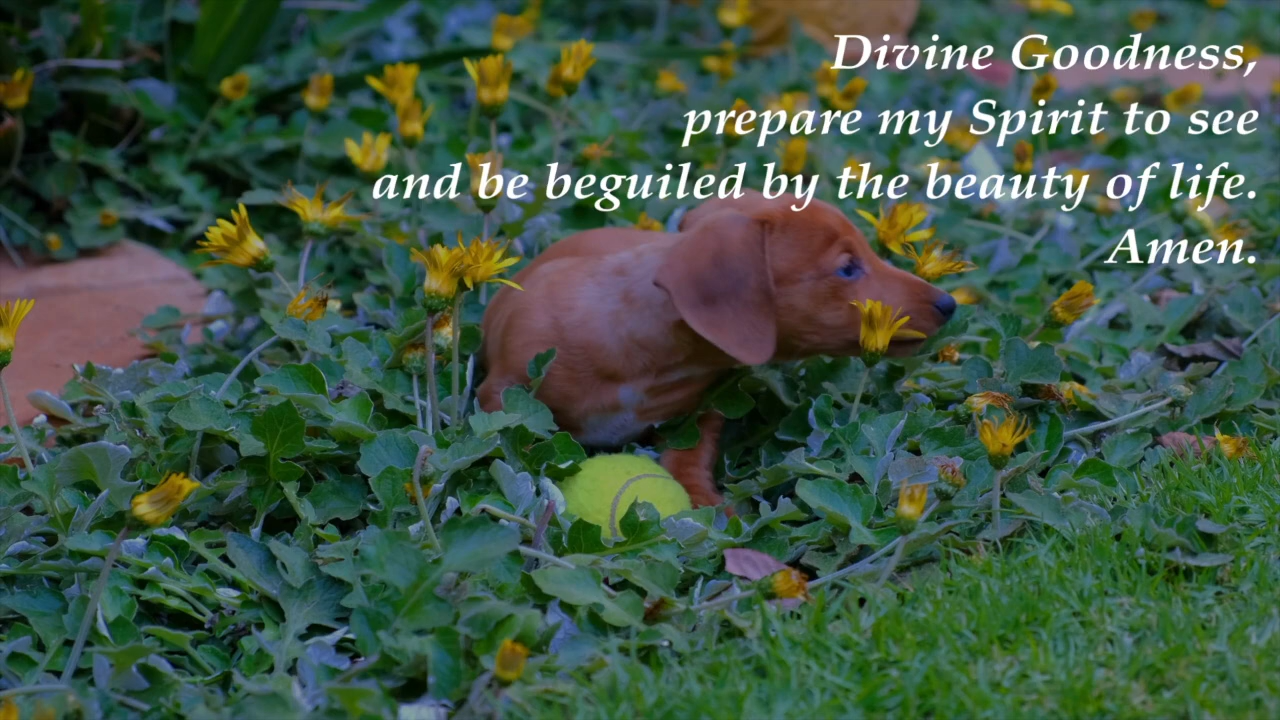 Divine Goodness,
prepare my Spirit to see
and be beguiled by the beauty of life.
Amen.